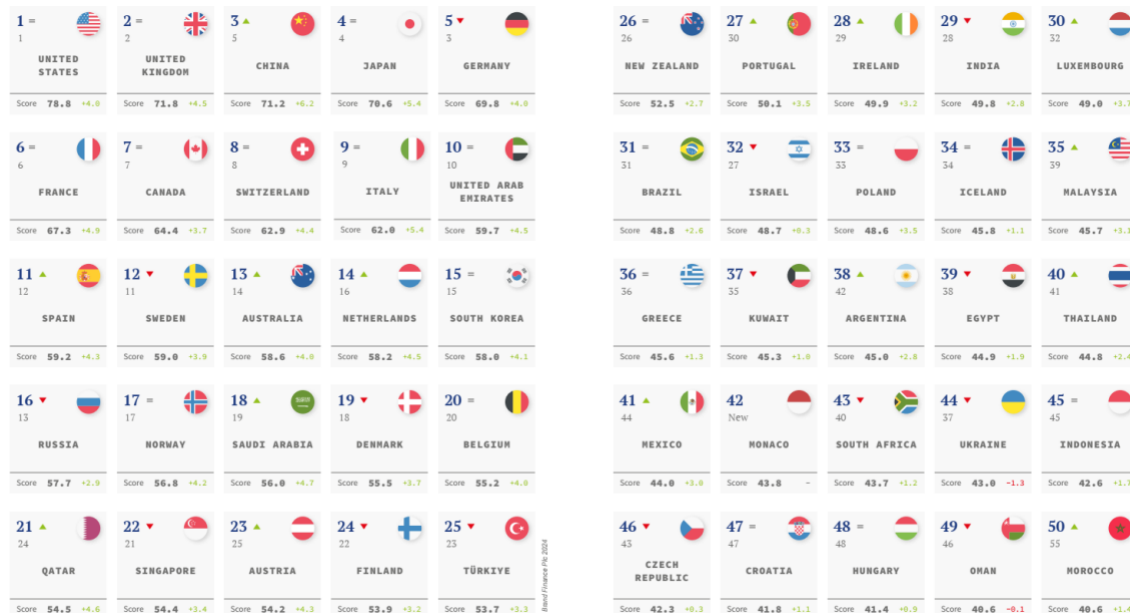 1 =
1
UNITED
STATES
Score 78.8 +4.0
2 =
2
UNITED
KINGDOM
Score 71.8 +4.5
3
5
CHINA
Score 71.2 +6.2
4 =
4
JAPAN
Score 70.6 +5.4
5
3
GERMANY
Score 69.8 +4.0
6 =
6
FRANCE
Score 67.3 +4.9
7 =
7
CANADA
Score 64.4 +3.7
8 =
8
SWITZERLAND
Score 62.9 +4.4
9 =
9
ITALY
Score 62.0 +5.4
10 =
10
UNITED ARAB
EMIRATES
Score 59.7 +4.5
11
12
SPAIN
Score 59.2 +4.3
12
11
SWEDEN
Score 59.0 +3.9
13
14
AUSTRALIA
Score 58.6 +4.0
14
16
NETHERLANDS
Score 58.2 +4.5
15 =
15
SOUTH KOREA
Score 58.0 +4.1
16
13
RUSSIA
Score 57.7 +2.9
17 =
17
NORWAY
Score 56.8 +4.2
18
19
SAUDI ARABIA
Score 56.0 +4.7
19
18
DENMARK
Score 55.5 +3.7
20 =
20
BELGIUM
Score 55.2 +4.0
21
24
QATAR
Score 54.5 +4.6
22
21
SINGAPORE
Score 54.4 +3.4
23
25
AUSTRIA
Score 54.2 +4.3
24
22
FINLAND
Score 53.9 +3.2
25
23
TÜRKIYE
Score 53.7 +3.3
Brand Finance Plc 2024
26 =
26
NEW ZEALAND
Score 52.5 +2.7
27
30
PORTUGAL
Score 50.1 +3.5
28
29
IRELAND
Score 49.9 +3.2
29
28
INDIA
Score 49.8 +2.8
30
32
LUXEMBOURG
Score 49.0 +3.7
31 =
31
BRAZIL
Score 48.8 +2.6
32
27
ISRAEL
Score 48.7 +0.3
33 =
33
POLAND
Score 48.6 +3.5
34 =
34
ICELAND
Score 45.8 +1.1
35
39
MALAYSIA
Score 45.7 +3.1
36 =
36
GREECE
Score 45.6 +1.3
37
35
KUWAIT
Score 45.3 +1.0
38
42
ARGENTINA
Score 45.0 +2.8
39
38
EGYPT
Score 44.9 +1.9
40
41
THAILAND
Score 44.8 +2.4
41
44
MEXICO
Score 44.0 +3.0
42
New
MONACO
Score 43.8 -
43
40
SOUTH AFRICA
Score 43.7 +1.2
44
37
UKRAINE
Score 43.0 -1.3
45 =
45
INDONESIA
Score 42.6 +1.7
46
43
CZECH
REPUBLIC
Score 42.3 +0.3
47 =
47
CROATIA
Score 41.8 +1.1
48 =
48
HUNGARY
Score 41.4 +0.9
49
46
OMAN
Score 40.6 -0.1
50
55
MOROCCO
Score 40.6 +1.4